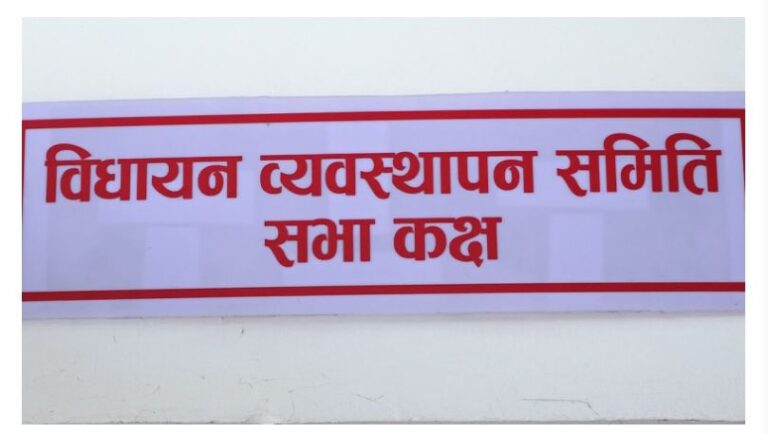 विधायन व्यवस्थापन समिति
सभा कक्ष